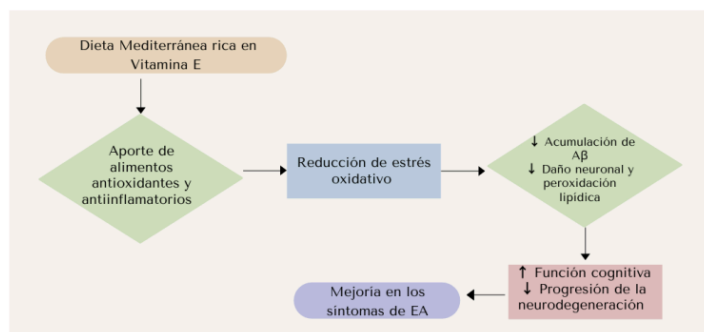 Dieta Mediterránea rica en
Vitamina E
Aporte de
alimentos
antioxidantes y
antiinflamatorios
Reducción de estrés
oxidativo
↓ Acumulación de
Aβ
↓ Daño neuronal y
peroxidación
lipídica
↑ Función cognitiva
↓ Progresión de la
neurodegeneración
Mejoría en los
síntomas de EA